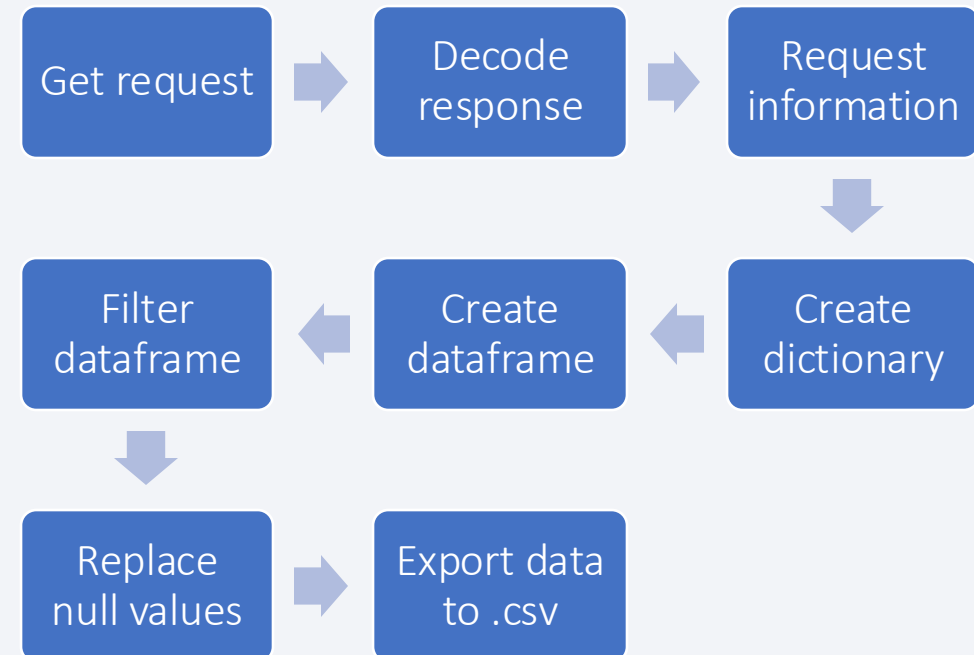 Get request
Decode
response
Request
information
Create
dictionary
Create
dataframe
Filter
dataframe
Replace
null values
Export data
to .csv